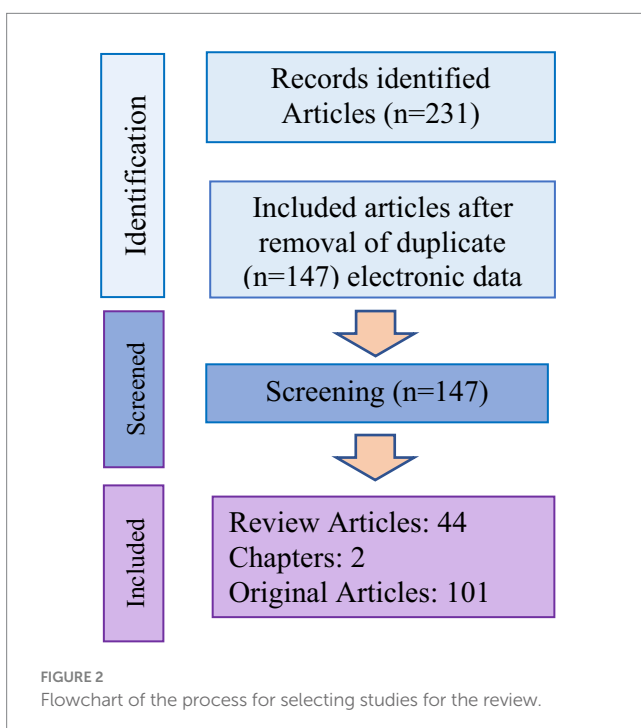 Identification
Records identified
Articles (n=231)
Included articles after
removal of duplicate
(n=147) electronic data
Screened
Screening (n=147)
Included
Review Articles: 44
Chapters: 2
Original Articles: 101
FIGURE 2
Flowchart of the process for selecting studies for the review.